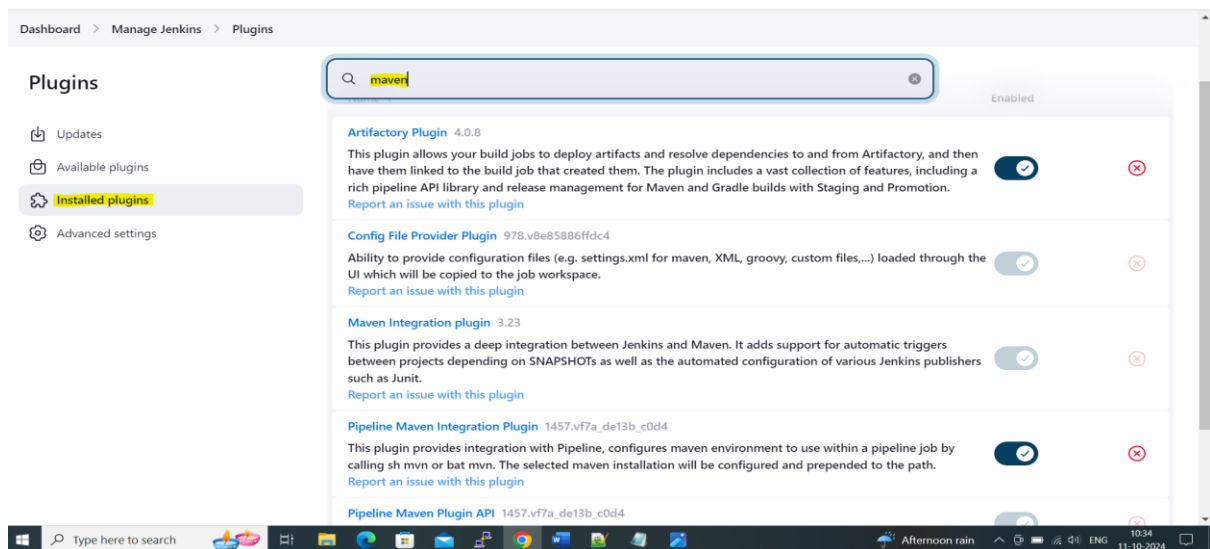 Dashboard > Manage Jenkins > Plugins
Plugins
Updates
Available plugins
Installed plugins
Advanced settings
maven
Name
Enabled
Artifactory Plugin 4.0.8
This plugin allows your build jobs to deploy artifacts and resolve dependencies to and from Artifactory, and then
have them linked to the build job that created them. The plugin includes a vast collection of features, including a
rich pipeline API library and release management for Maven and Gradle builds with Staging and Promotion.
Report an issue with this plugin
Config File Provider Plugin 978.v8e85886ffdc4
Ability to provide configuration files (e.g. settings.xml for maven, XML, groovy, custom files,...) loaded through the
UI which will be copied to the job workspace.
Report an issue with this plugin
Maven Integration plugin 3.23
This plugin provides a deep integration between Jenkins and Maven. It adds support for automatic triggers
between projects depending on SNAPSHOTs as well as the automated configuration of various Jenkins publishers
such as Junit.
Report an issue with this plugin
Pipeline Maven Integration Plugin 1457.vf7a_de13b_c0d4
This plugin provides integration with Pipeline, configures maven environment to use within a pipeline job by
calling sh mvn or bat mvn. The selected maven installation will be configured and prepended to the path.
Report an issue with this plugin
Pipeline Maven Plugin API 1457.vf7a_de13b_c0d4
Type here to search
Afternoon rain
ENG
10:34
11-10-2024